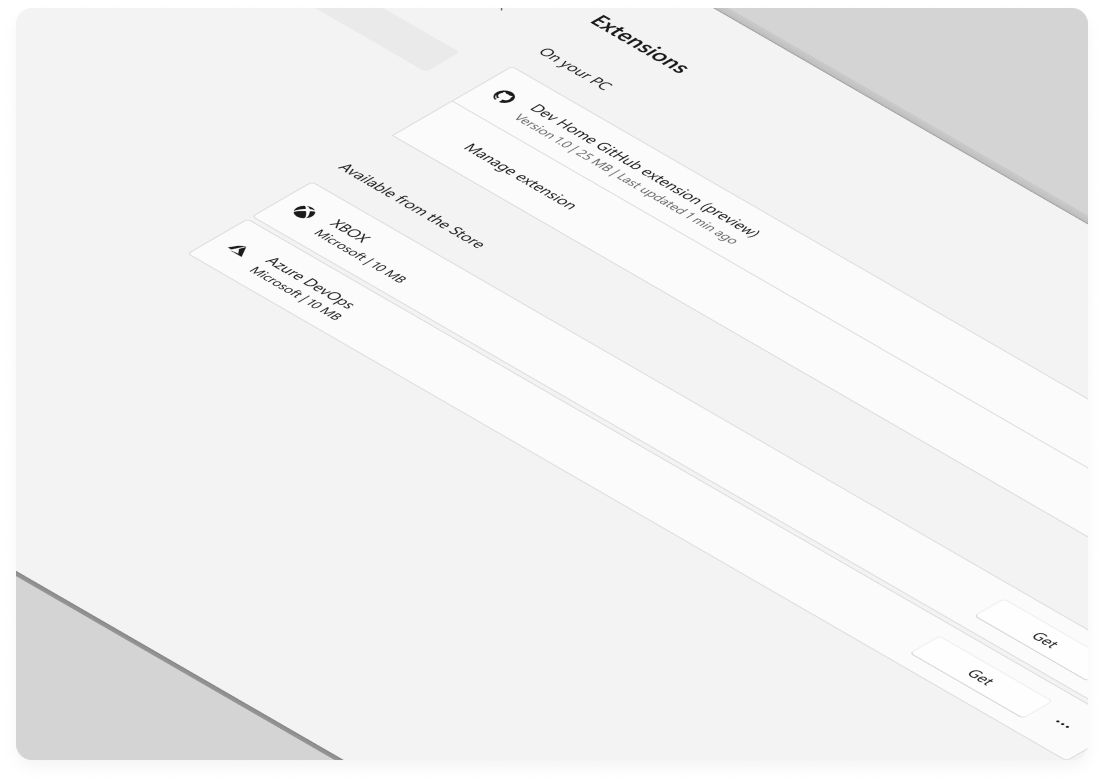 Extensions
On your PC
Dev Home GitHub extension (preview)
Version 1.0 | 25 MB | Last updated 1 min ago
Manage extension
Available from the Store
XBOX
Microsoft | 10 MB
Get
Azure DevOps
Microsoft | 10 MB
Get